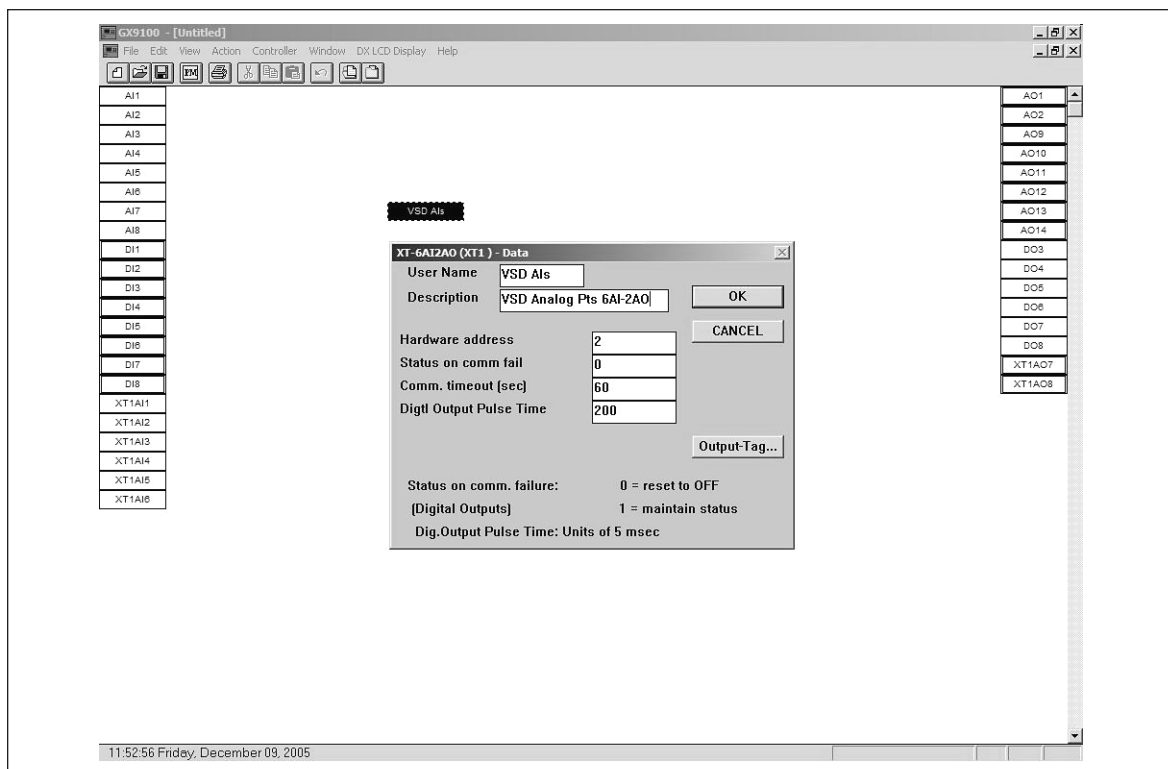 GX9100 - [Untitled]
File Edit View Action Controller Window DX LCD Display Help
PM
AI1
AI2
AI3
AI4
AI5
AI6
AI7
AI8
DI1
DI2
DI3
DI4
DI5
DI6
DI7
DI8
XT1AI1
XT1AI2
XT1AI3
XT1AI4
XT1AI5
XT1AI6
VSD AIs
XT-6AI2AO (XT1 ) - Data
User Name VSD AIs
Description VSD Analog Pts 6AI-2AO
OK
CANCEL
Hardware address 2
Status on comm fail 0
Comm. timeout (sec) 60
Digtl Output Pulse Time 200
Output-Tag...
Status on comm. failure: 0 = reset to OFF
(Digital Outputs) 1 = maintain status
Dig.Output Pulse Time: Units of 5 msec
AO1
AO2
AO9
AO10
AO11
AO12
AO13
AO14
DO3
DO4
DO5
DO6
DO7
DO8
XT1AO7
XT1AO8
11:52:56 Friday, December 09, 2005